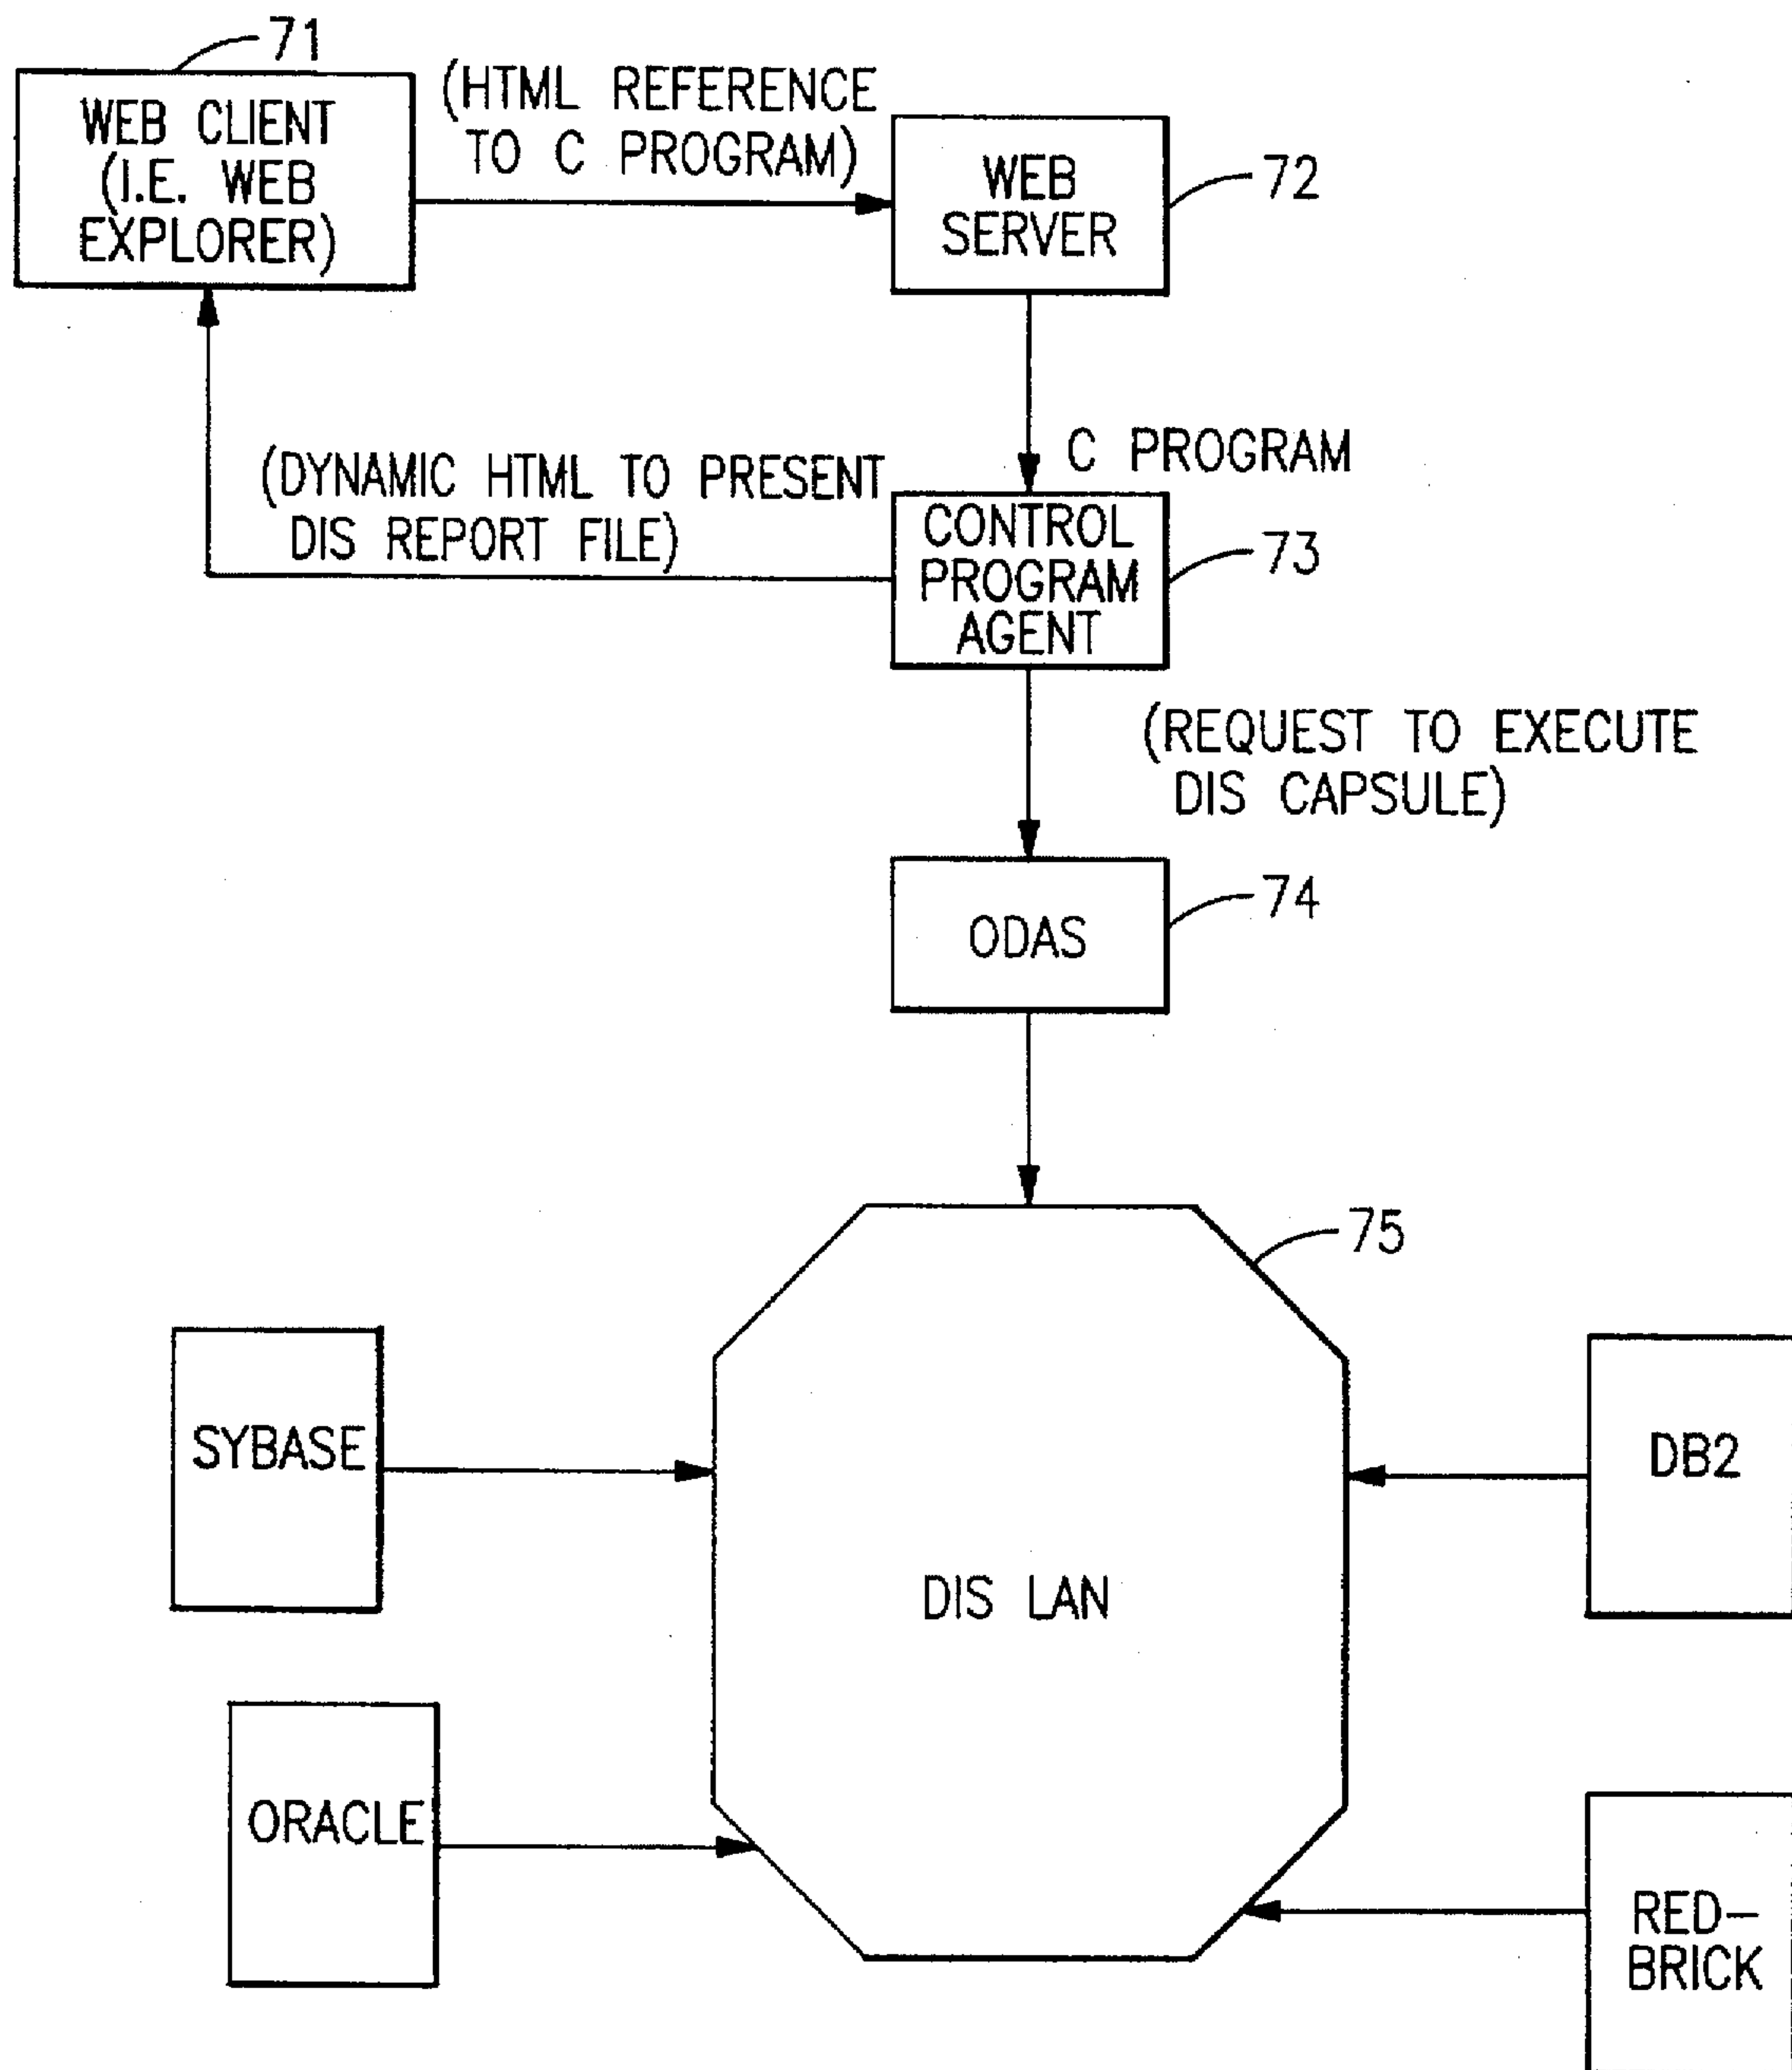 71
WEB CLIENT
(I.E. WEB
EXPLORER)
(HTML REFERENCE
TO C PROGRAM)
WEB
SERVER
72
C PROGRAM
(DYNAMIC HTML TO PRESENT
DIS REPORT FILE)
CONTROL
PROGRAM
AGENT
73
(REQUEST TO EXECUTE
DIS CAPSULE)
ODAS
74
75
SYBASE
DB2
DIS LAN
ORACLE
RED-
BRICK